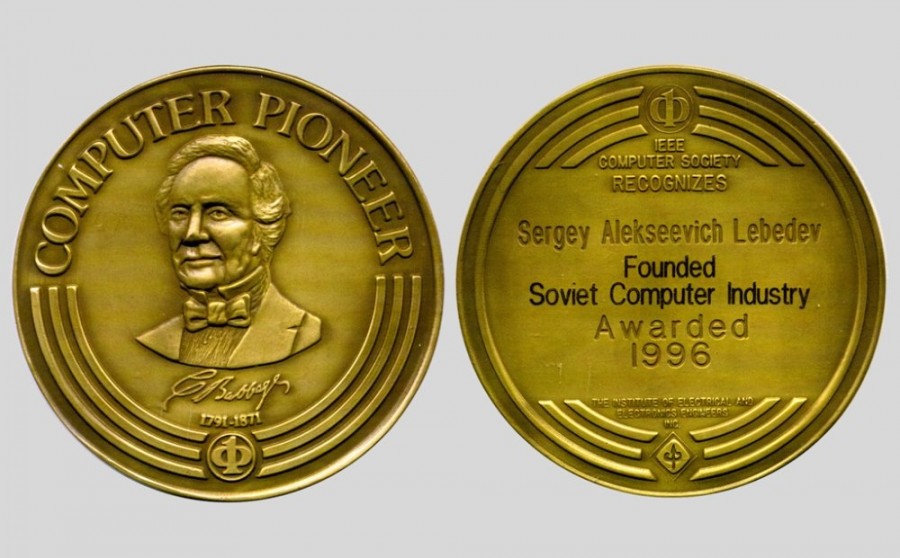 COMPUTER PIONEER
C Babbage
1791-1871
IEEE
COMPUTER SOCIETY
RECOGNIZES
Sergey Alekseevich Lebedev
Founded
Soviet Computer Industry
Awarded
1996
THE INSTITUTE OF ELECTRICAL AND
ELECTRONICS ENGINEERS
INC